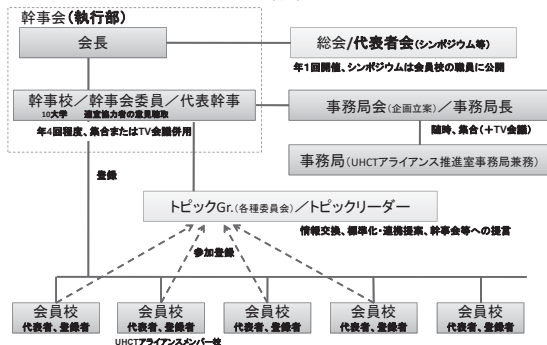 幹事会(執行部)
会長
総会/代表者会(シンポジウム等)
年1回開催、シンポジウムは会員校の職員に公開
幹事校/幹事会委員/代表幹事
10大学 適宜協力者の意見聴取
年4回程度、集合またはTV会議併用
事務局会(企画立案)/事務局長
随時、集合(+TV会議)
事務局(UHCTアライアンス推進室事務局兼務)
登録
トピックGr.(各種委員会)/トピックリーダー
情報交換、標準化・連携提案、幹事会等への提言
参加登録
会員校
代表者、登録者
会員校
代表者、登録者
UHCTアライアンスメンバー校
会員校
代表者、登録者
会員校
代表者、登録者
会員校
代表者、登録者